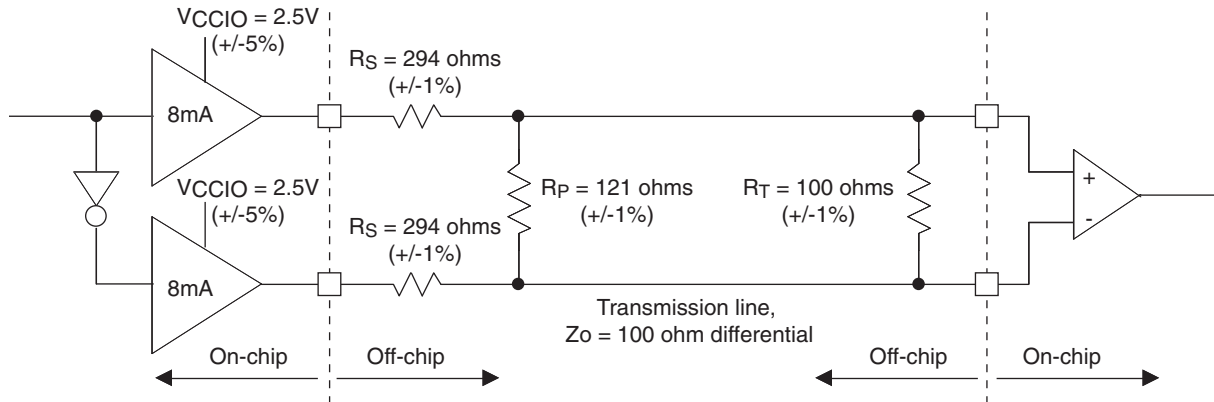 VCCIO = 2.5V
(+/-5%)
RS = 294 ohms
(+/-1%)
8mA
VCCIO = 2.5V
(+/-5%)
RP = 121 ohms
(+/-1%)
RT = 100 ohms
(+/-1%)
+
-
RS = 294 ohms
(+/-1%)
8mA
Transmission line,
Zo = 100 ohm differential
On-chip
Off-chip
Off-chip
On-chip